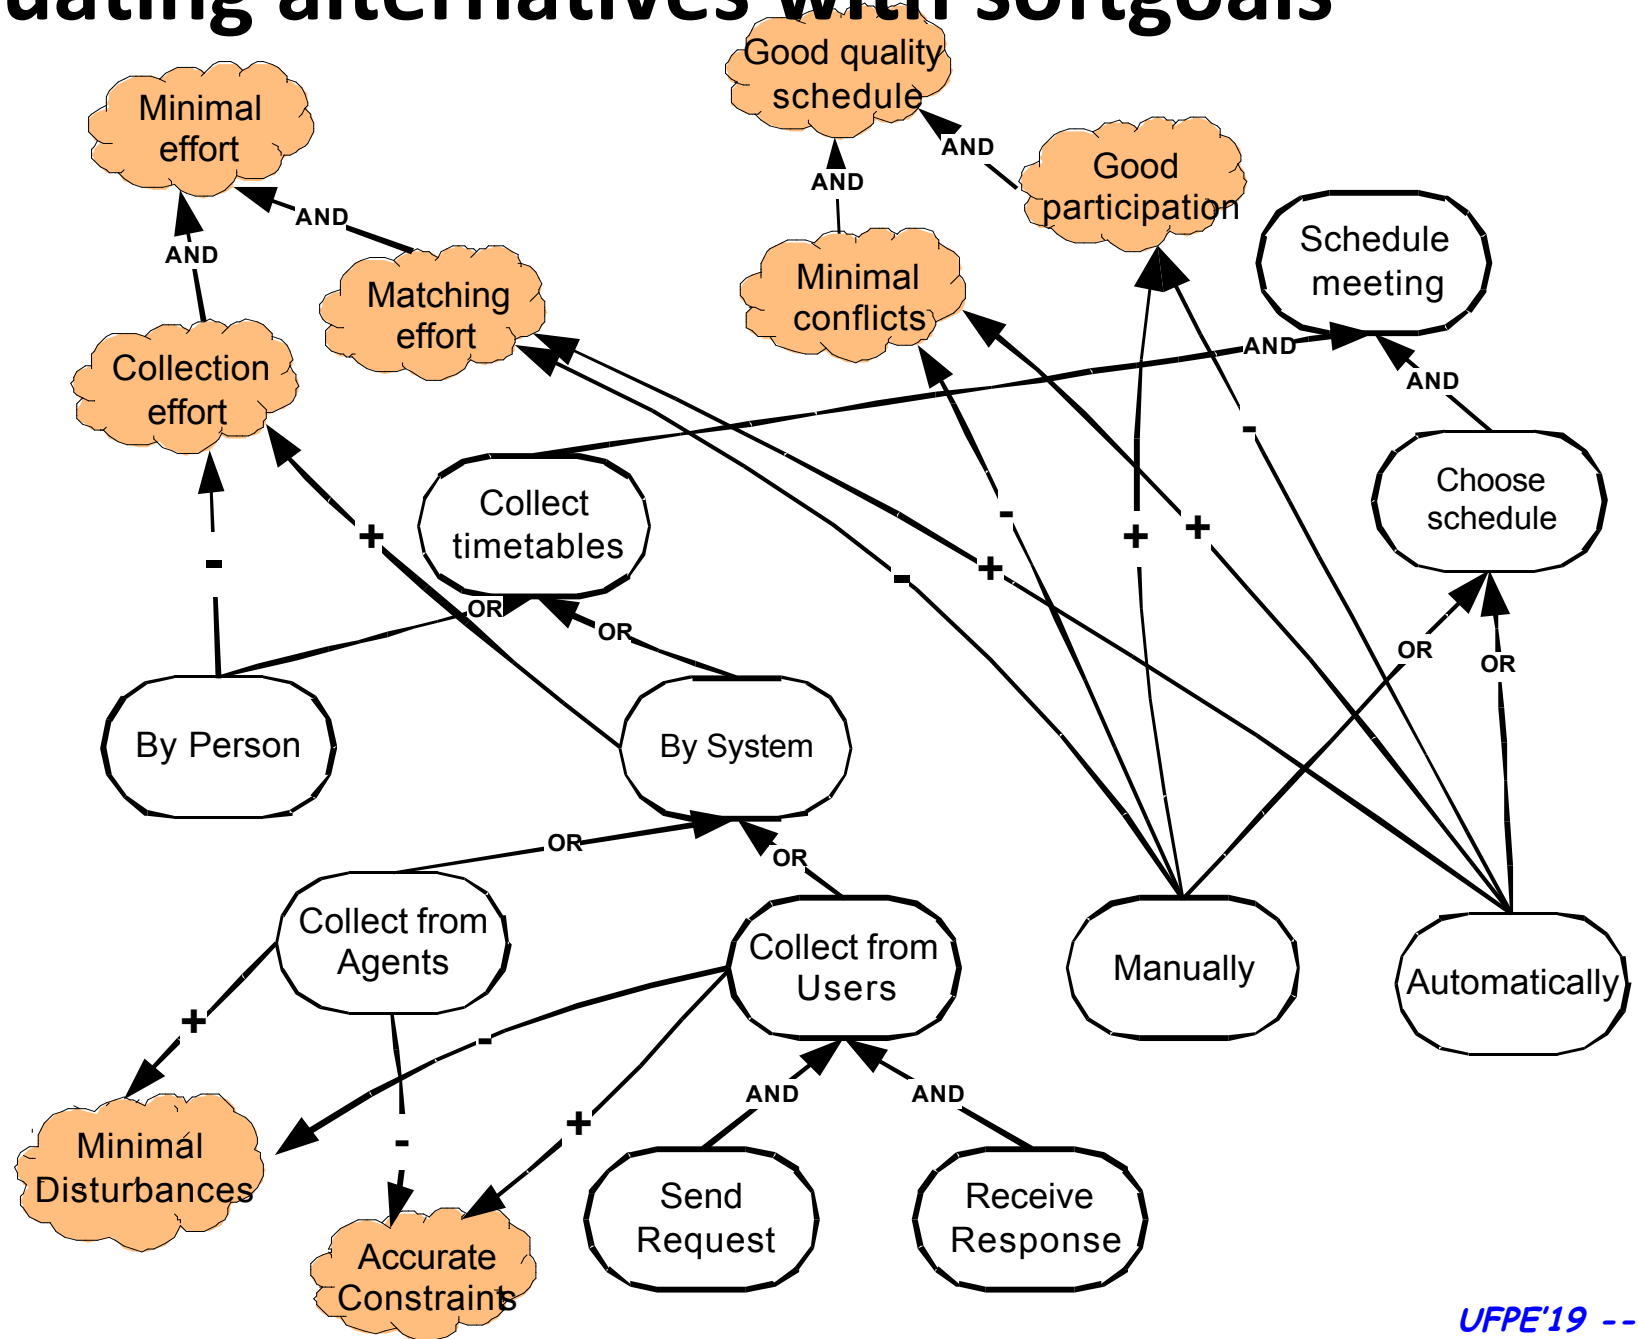 dating alternatives with softgoals
Good quality
schedule
Minimal
effort
AND
Good
participation
AND
AND
AND
Schedule
meeting
Minimal
conflicts
Matching
effort
AND
Collection
effort
AND
-
Choose
schedule
Collect
timetables
-
+
+
+
-
+
-
OR
OR
OR
OR
By Person
By System
OR
OR
Collect from
Agents
Collect from
Users
Manually
Automatically
+
-
AND
AND
+
-
Minimal
Disturbances
Send
Request
Receive
Response
Accurate
Constraints
UFPE'19 --